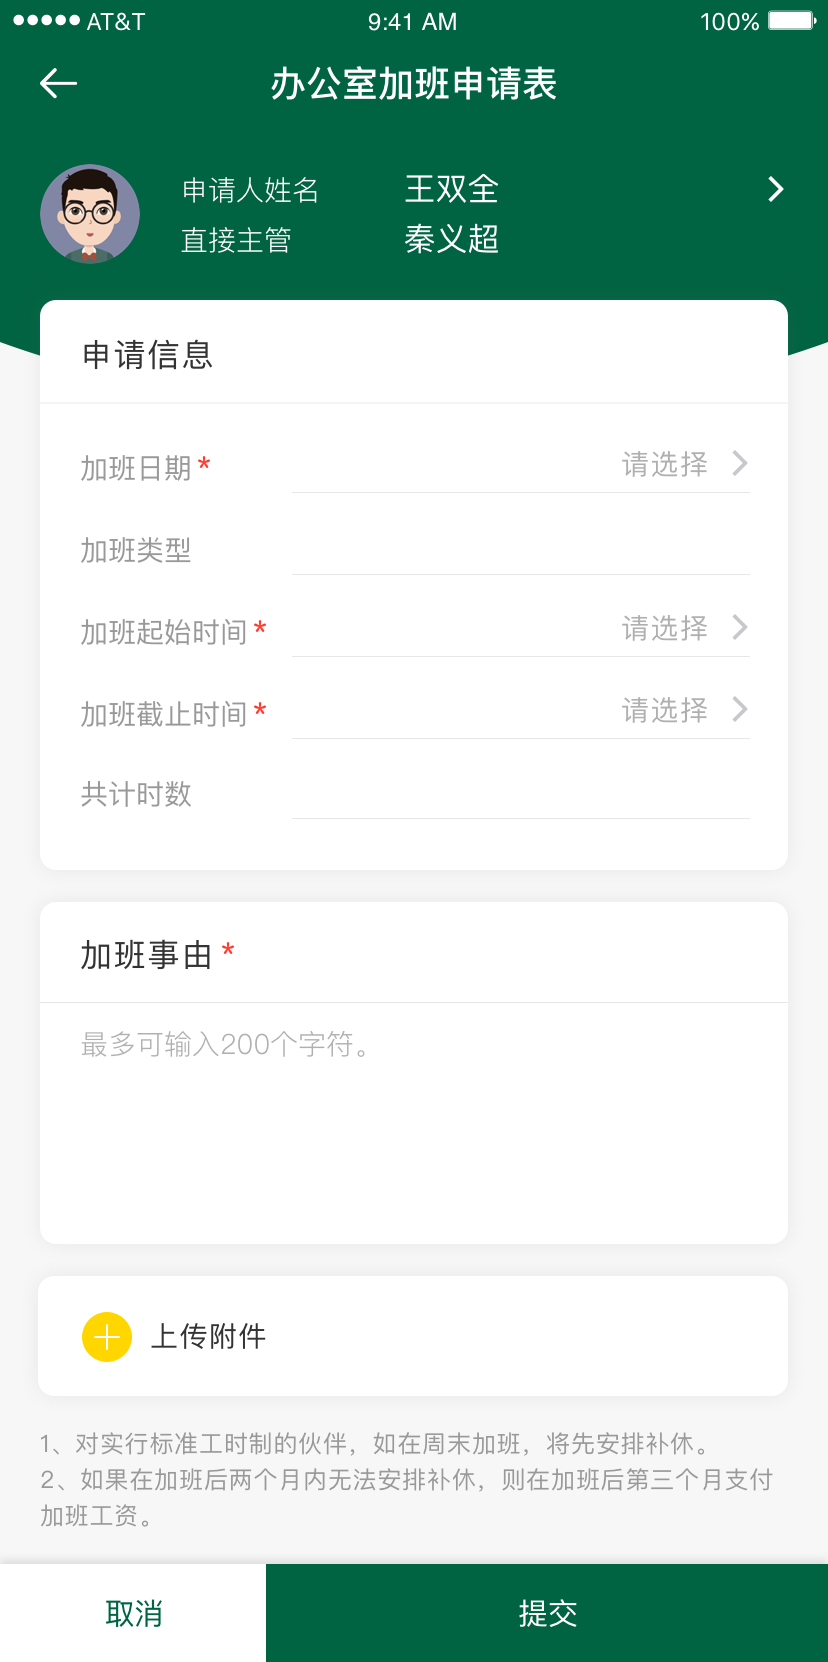 AT&T 9:41 AM 100%
办公室加班申请表
申请人姓名 王双全
直接主管 秦义超
申请信息
加班日期* 请选择
加班类型
加班起始时间* 请选择
加班截止时间* 请选择
共计时数
加班事由*
最多可输入200个字符。
上传附件
1、对实行标准工时制的伙伴，如在周末加班，将先安排补休。
2、如果在加班后两个月内无法安排补休，则在加班后第三个月支付
加班工资。
取消 提交